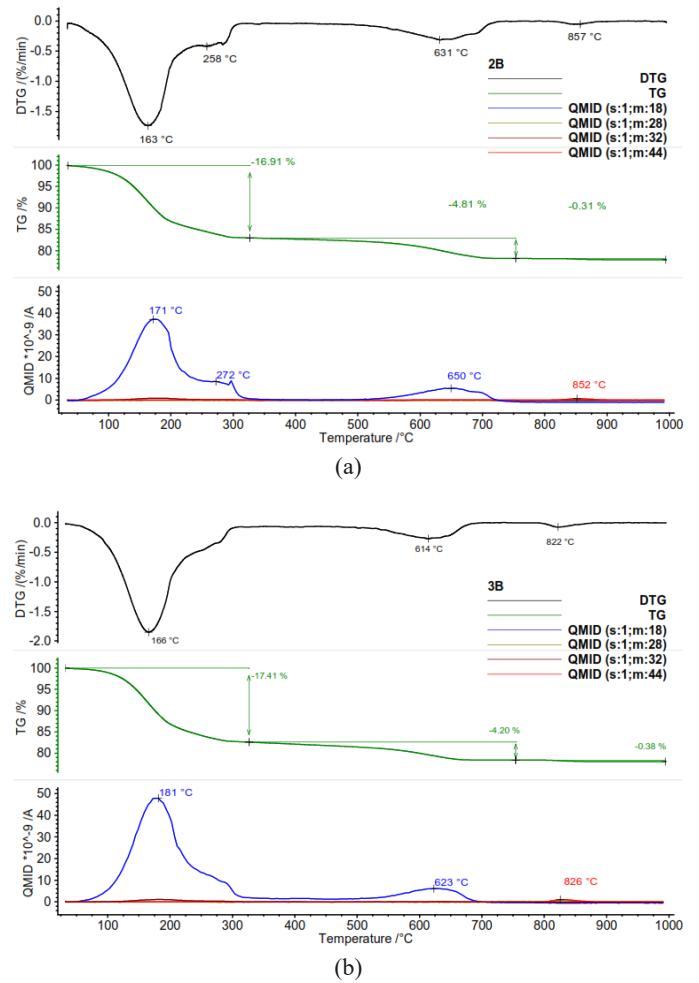 0.0
-0.5
-1.0
-1.5
DTG /(%/min)
163 °C
258 °C
631 °C
857 °C
2B
DTG
TG
QMID (s:1;m:18)
QMID (s:1;m:28)
QMID (s:1;m:32)
QMID (s:1;m:44)
100
95
90
85
80
TG /%
-16.91 %
-4.81 %
-0.31 %
50
40
30
20
10
0
QMID *10^-9 /A
171 °C
272 °C
650 °C
852 °C
100 200 300 400 500 600 700 800 900 1000
Temperature /°C
(a)
0.0
-0.5
-1.0
-1.5
-2.0
DTG /(%/min)
166 °C
614 °C
822 °C
3B
DTG
TG
QMID (s:1;m:18)
QMID (s:1;m:28)
QMID (s:1;m:32)
QMID (s:1;m:44)
100
95
90
85
80
TG /%
-17.41 %
-4.20 %
-0.38 %
50
40
30
20
10
0
QMID *10^-9 /A
181 °C
623 °C
826 °C
100 200 300 400 500 600 700 800 900 1000
Temperature /°C
(b)